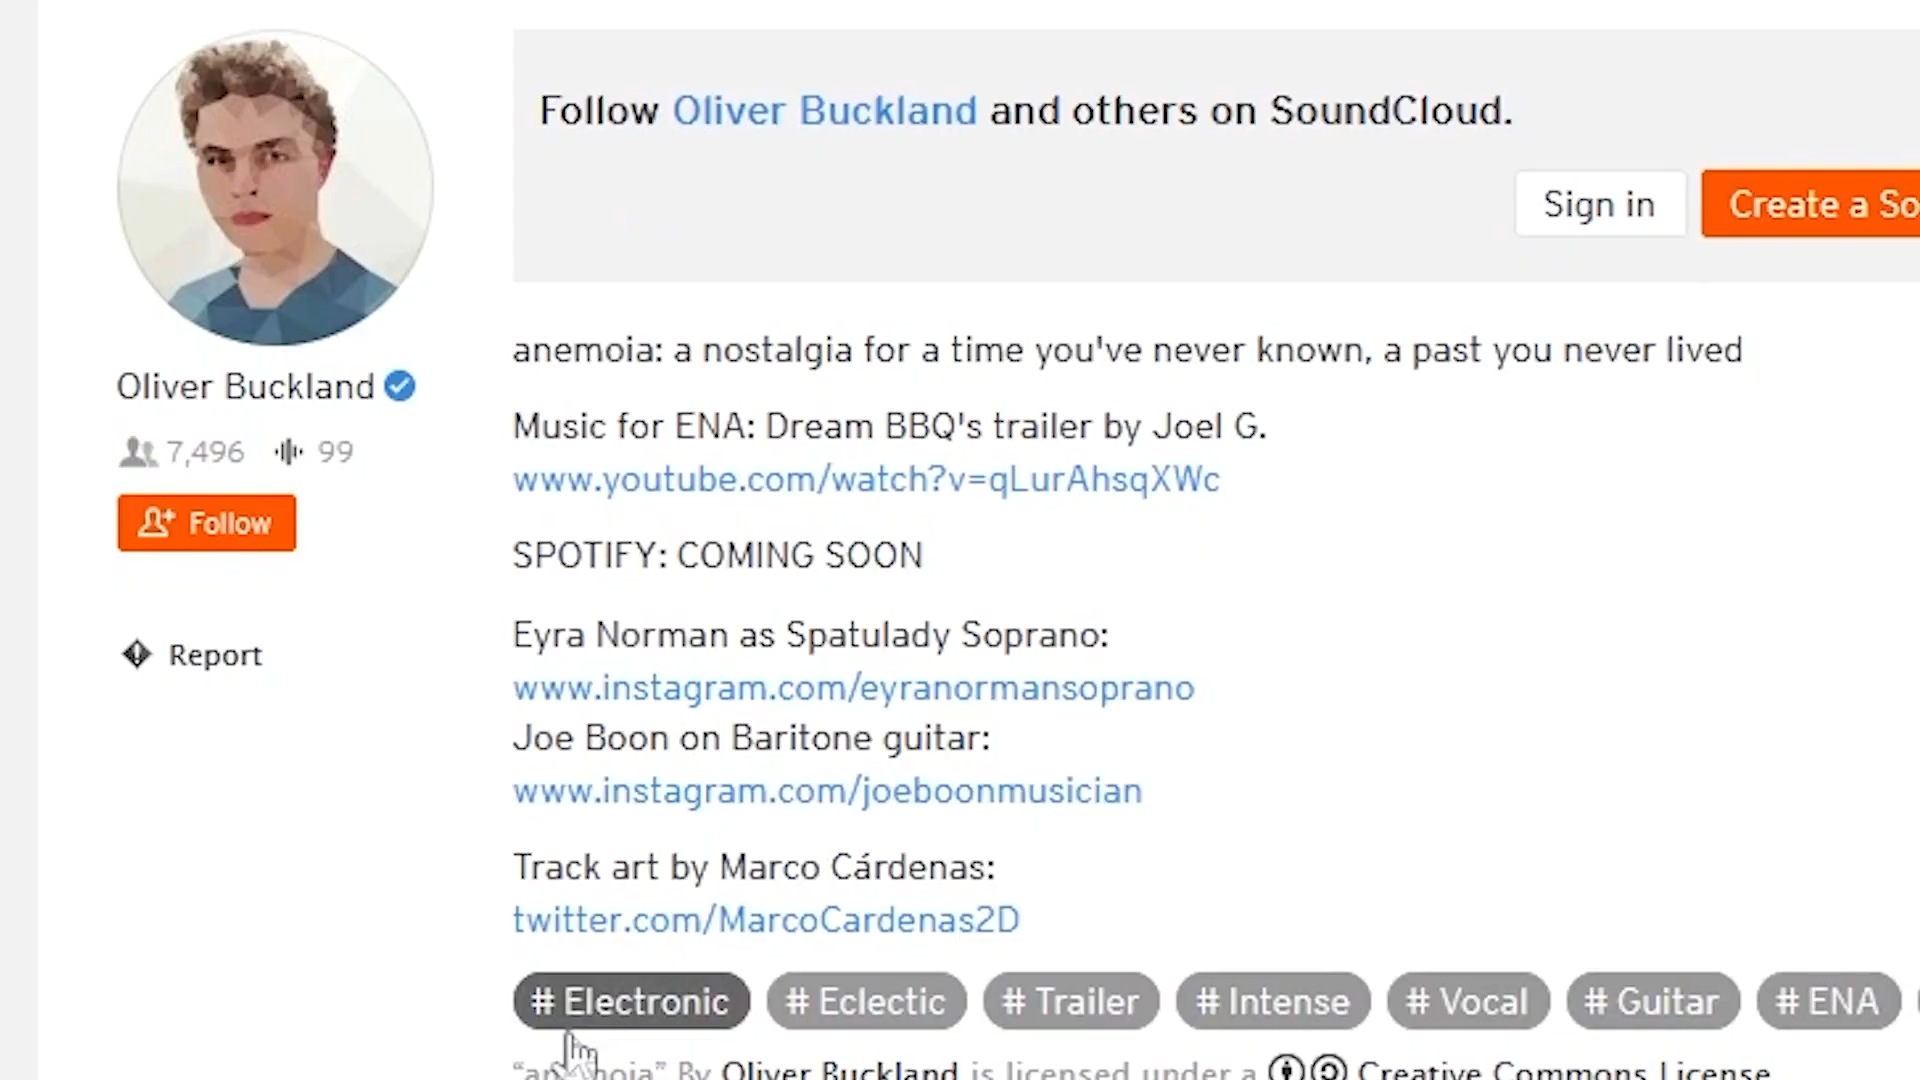 Follow Oliver Buckland and others on SoundCloud.
Sign in
Create a So
Oliver Buckland
7,496 99
Follow
Report
anemoia: a nostalgia for a time you've never known, a past you never lived
Music for ENA: Dream BBQ's trailer by Joel G.
www.youtube.com/watch?v=qLurAhsqXWc
SPOTIFY: COMING SOON
Eyra Norman as Spatulady Soprano:
www.instagram.com/eyranormansoprano
Joe Boon on Baritone guitar:
www.instagram.com/joeboonmusician
Track art by Marco Cárdenas:
twitter.com/MarcoCardenas2D
# Electronic # Eclectic # Trailer # Intense # Vocal # Guitar # ENA
By Oliver Buckland is licensed under a Creative Commons License